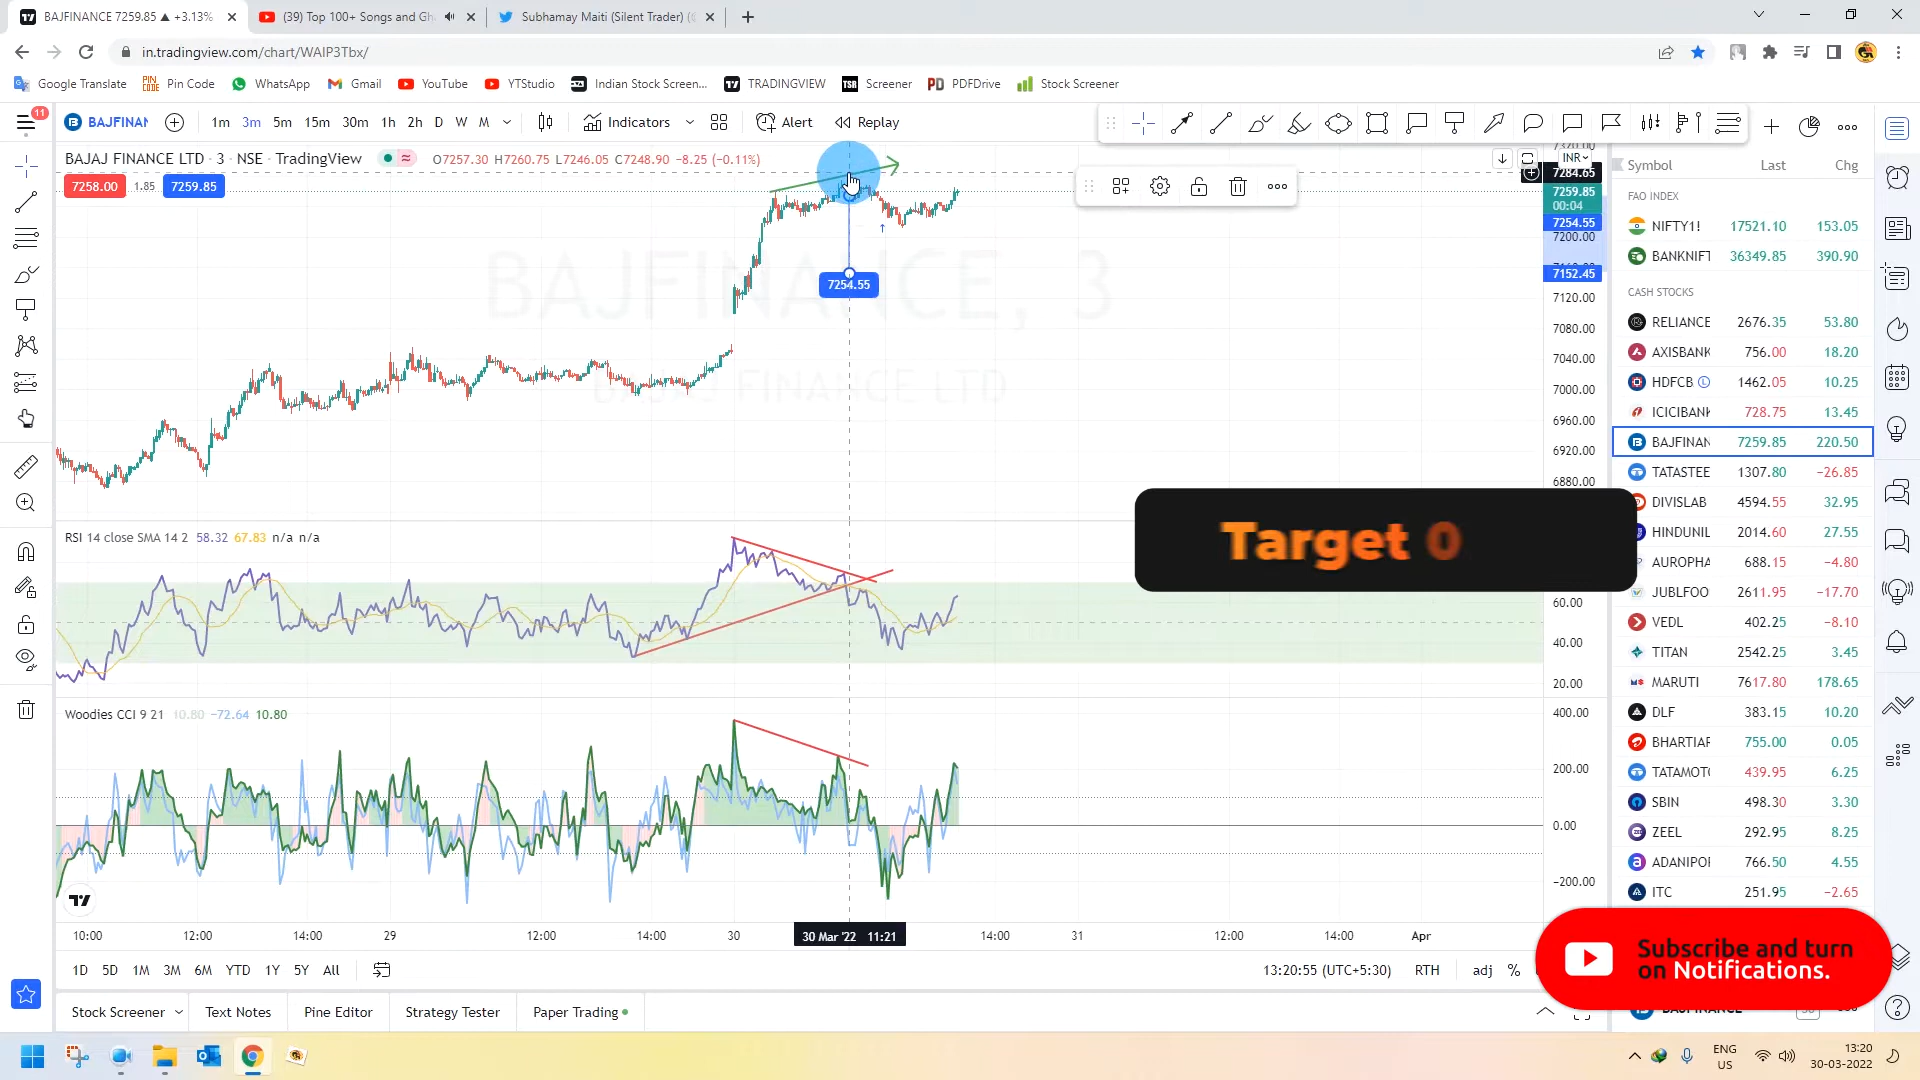 BAJFINANCE 7259.85 ▲ +3.13%
(39) Top 100+ Songs and Gh
Subhamay Maiti (Silent Trader) (
in.tradingview.com/chart/WAIP3Tbx/
Google Translate
Pin Code
WhatsApp
Gmail
YouTube
YTStudio
Indian Stock Screen...
TRADINGVIEW
Screener
PDFDrive
Stock Screener
11
BAJFINAN
1m 3m 5m 15m 30m 1h 2h D W M
Indicators
Alert
Replay
BAJAJ FINANCE LTD · 3 · NSE · TradingView
O7257.30 H7260.75 L7246.05 C7248.90 −8.25 (−0.11%)
7258.00 1.85 7259.85
BAJFINANCE, 3
BAJAJ FINANCE LTD
7254.55
INR
7284.65
7259.85
00:04
7254.55
7200.00
7152.45
7120.00
7080.00
7040.00
7000.00
6960.00
6920.00
6880.00
RSI 14 close SMA 14 2 58.32 67.83 n/a n/a
60.00
40.00
20.00
Woodies CCI 9 21 10.80 −72.64 10.80
400.00
200.00
0.00
−200.00
10:00 12:00 14:00 29 12:00 14:00 30
30 Mar '22 11:21
14:00 31 12:00 14:00 Apr
1D 5D 1M 3M 6M YTD 1Y 5Y All
13:20:55 (UTC+5:30) RTH adj %
Stock Screener
Text Notes
Pine Editor
Strategy Tester
Paper Trading
Symbol Last Chg
FAO INDEX
NIFTY1! 17521.10 153.05
BANKNIFT 36349.85 390.90
CASH STOCKS
RELIANCE 2676.35 53.80
AXISBANK 756.00 18.20
HDFCB 1462.05 10.25
ICICIBANK 728.75 13.45
BAJFINAN 7259.85 220.50
TATASTEE 1307.80 −26.85
DIVISLAB 4594.55 32.95
HINDUNIL 2014.60 27.55
AUROPHA 688.15 −4.80
JUBLFOO 2611.95 −17.70
VEDL 402.25 −8.10
TITAN 2542.25 3.45
MARUTI 7617.80 178.65
DLF 383.15 10.20
BHARTIAR 755.00 0.05
TATAMOTO 439.95 6.25
SBIN 498.30 3.30
ZEEL 292.95 8.25
ADANIPOR 766.50 4.55
ITC 251.95 −2.65
Target 0
Subscribe and turn
on Notifications.
ENG
US
13:20
30-03-2022